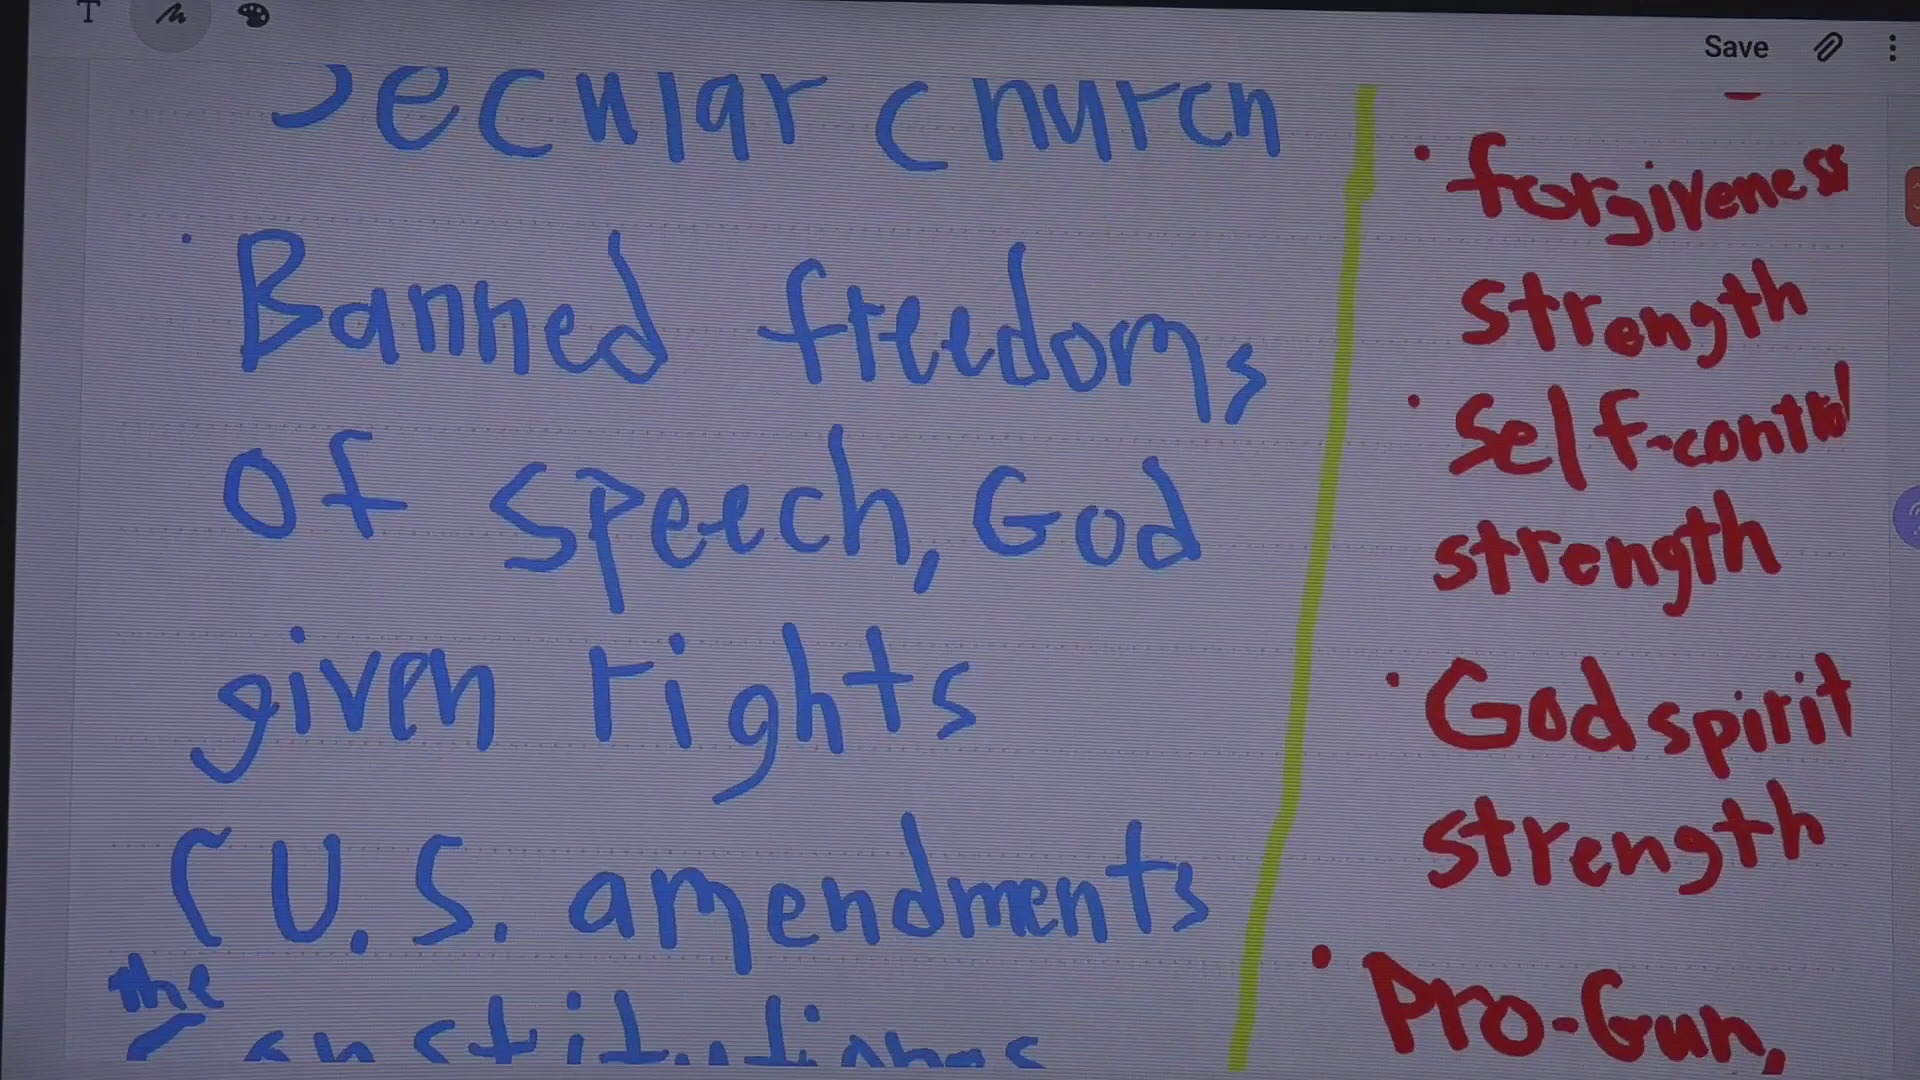 T
Save
Secular church
• Banned freedoms
of speech, God
given rights
(U.S. amendments
the
• forgiveness
strength
• Self-control
strength
• God spirit
strength
• Pro-Gun,